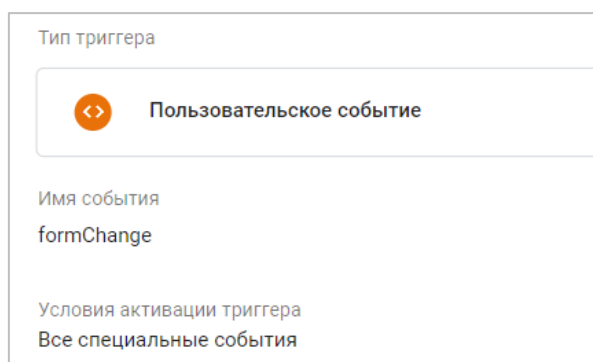 Тип триггера
Пользовательское событие
Имя события
formChange
Условия активации триггера
Все специальные события